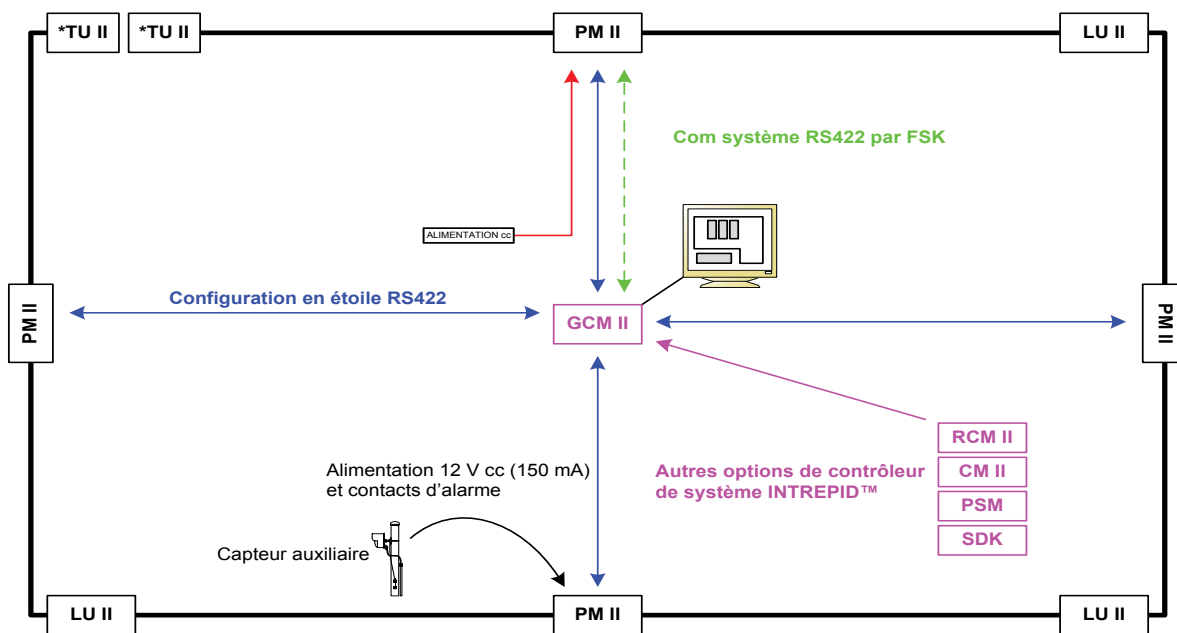 *TU II
*TU II
PM II
LU II
Com système RS422 par FSK
ALIMENTATION cc
Configuration en étoile RS422
PM II
GCM II
PM II
RCM II
CM II
PSM
SDK
Autres options de contrôleur
de système INTREPID™
Alimentation 12 V cc (150 mA)
et contacts d’alarme
Capteur auxiliaire
LU II
PM II
LU II